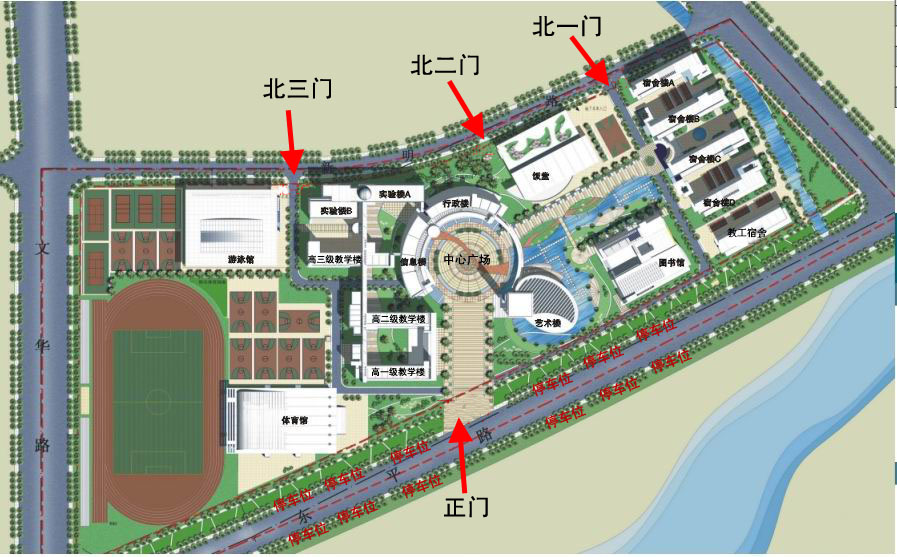 北一门
北二门
北三门
宿舍楼A
路
宿舍楼B
明
新
宿舍楼C
饭堂
实验楼A
行政楼
宿舍楼D
实验楼B
教工宿舍
文
游泳馆
高三级教学楼
信息楼
中心广场
图书馆
高二级教学楼
艺术楼
停车位
停车位
停车位
华
高一级教学楼
停车位
停车位
停车位
体育馆
路
路
停车位
停车位
停车位
平
停车位
东
停车位
停车位
正门